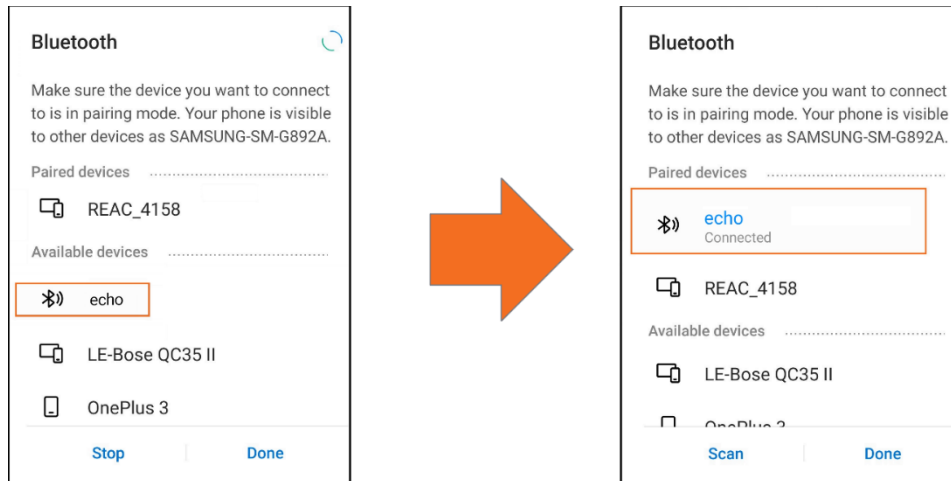 Bluetooth
Make sure the device you want to connect
to is in pairing mode. Your phone is visible
to other devices as SAMSUNG-SM-G892A.
Paired devices
REAC_4158
Available devices
echo
LE-Bose QC35 II
OnePlus 3
Stop
Done
Bluetooth
Make sure the device you want to connect
to is in pairing mode. Your phone is visible
to other devices as SAMSUNG-SM-G892A.
Paired devices
echo
Connected
REAC_4158
Available devices
LE-Bose QC35 II
OnePlus 3
Scan
Done